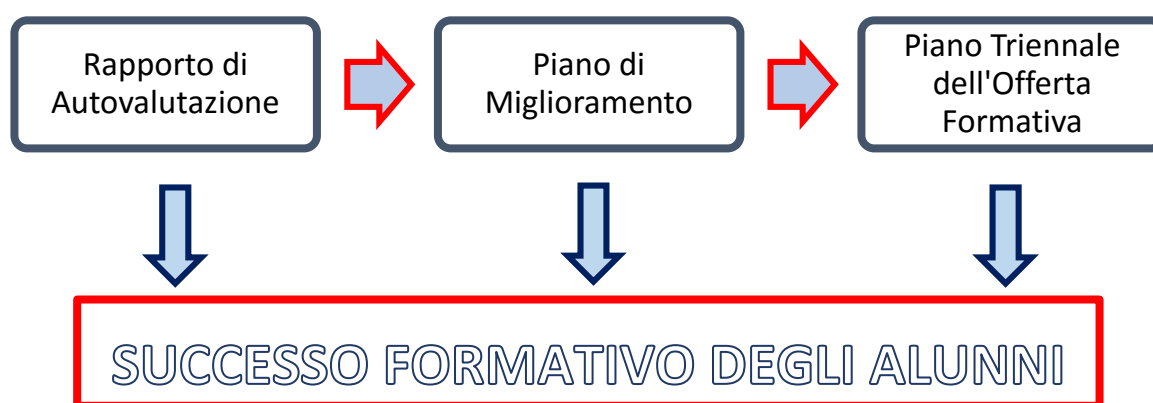 Rapporto di
Autovalutazione
Piano di
Miglioramento
Piano Triennale
dell'Offerta
Formativa
SUCCESSO FORMATIVO DEGLI ALUNNI